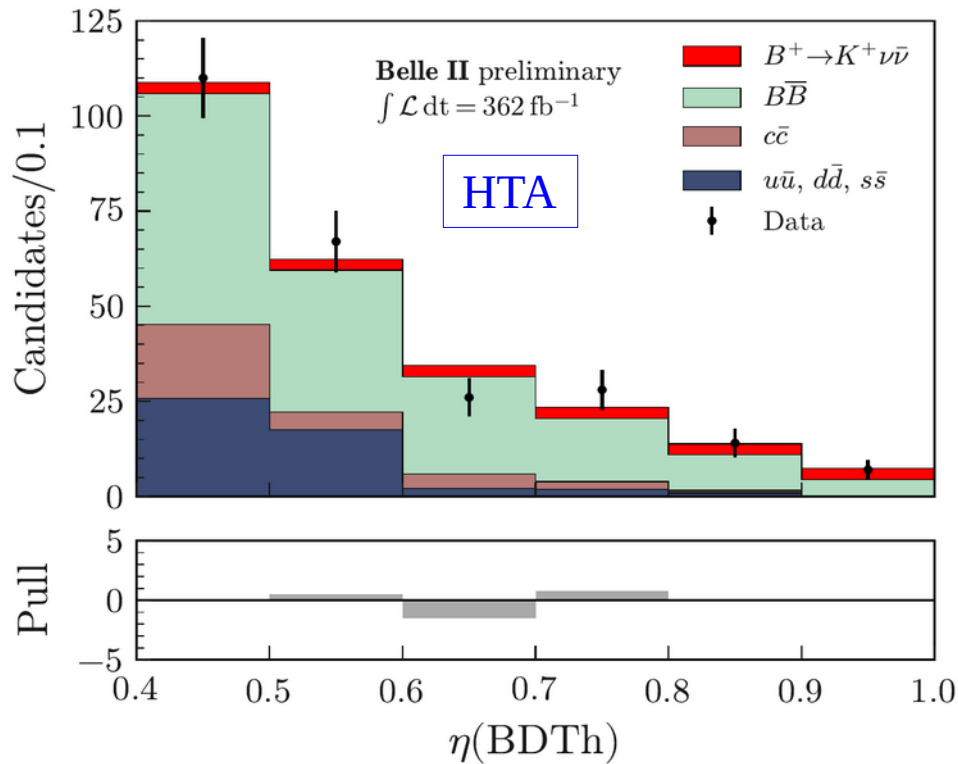 125
100
75
50
25
0
Candidates/0.1
Belle II preliminary
∫ ℒ dt = 362 fb⁻¹
HTA
B⁺→K⁺νν̄
BB̄
cc̄
uū, dd̄, ss̄
Data
5
0
−5
Pull
0.4 0.5 0.6 0.7 0.8 0.9 1.0
η(BDTh)